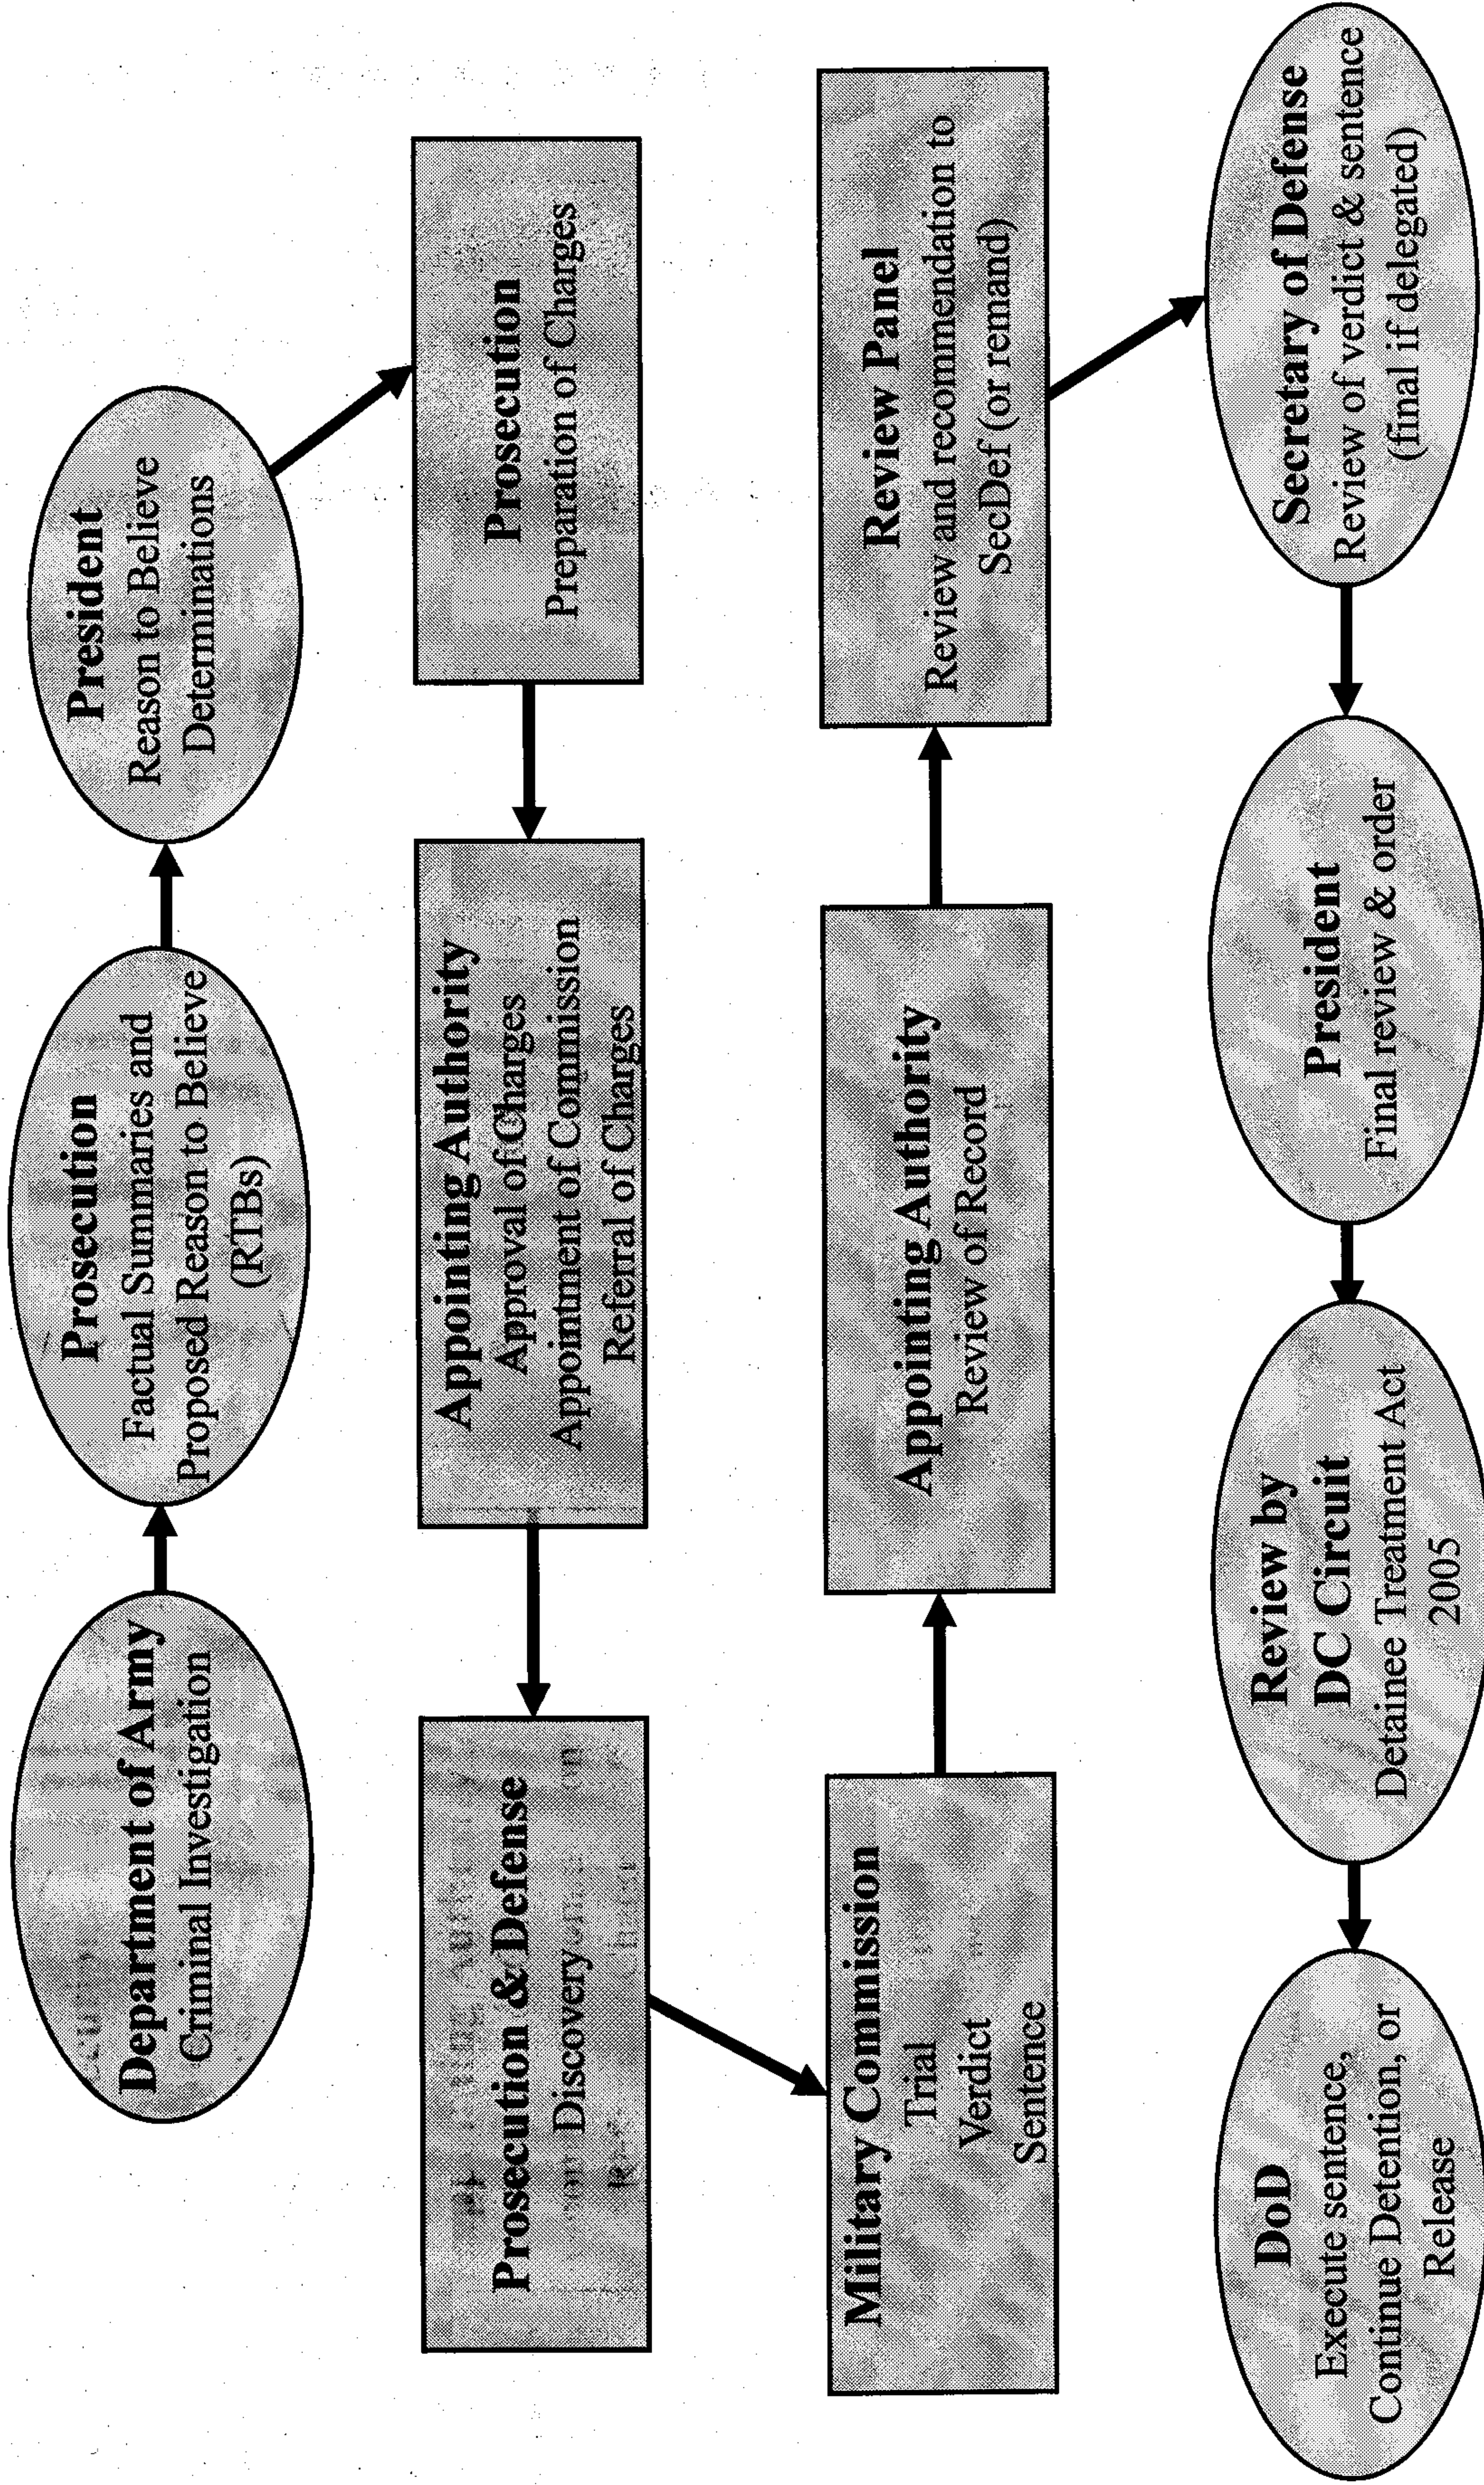 Department of Army
Criminal Investigation
Prosecution
Factual Summaries and
Proposed Reason to Believe
(RTBs)
President
Reason to Believe
Determinations
Prosecution
Preparation of Charges
Appointing Authority
Approval of Charges
Appointment of Commission
Referral of Charges
Prosecution & Defense
Discovery
Military Commission
Trial
Verdict
Sentence
Appointing Authority
Review of Record
Review Panel
Review and recommendation to
SecDef (or remand)
Secretary of Defense
Review of verdict & sentence
(final if delegated)
President
Final review & order
Review by
DC Circuit
Detainee Treatment Act
2005
DoD
Execute sentence,
Continue Detention, or
Release